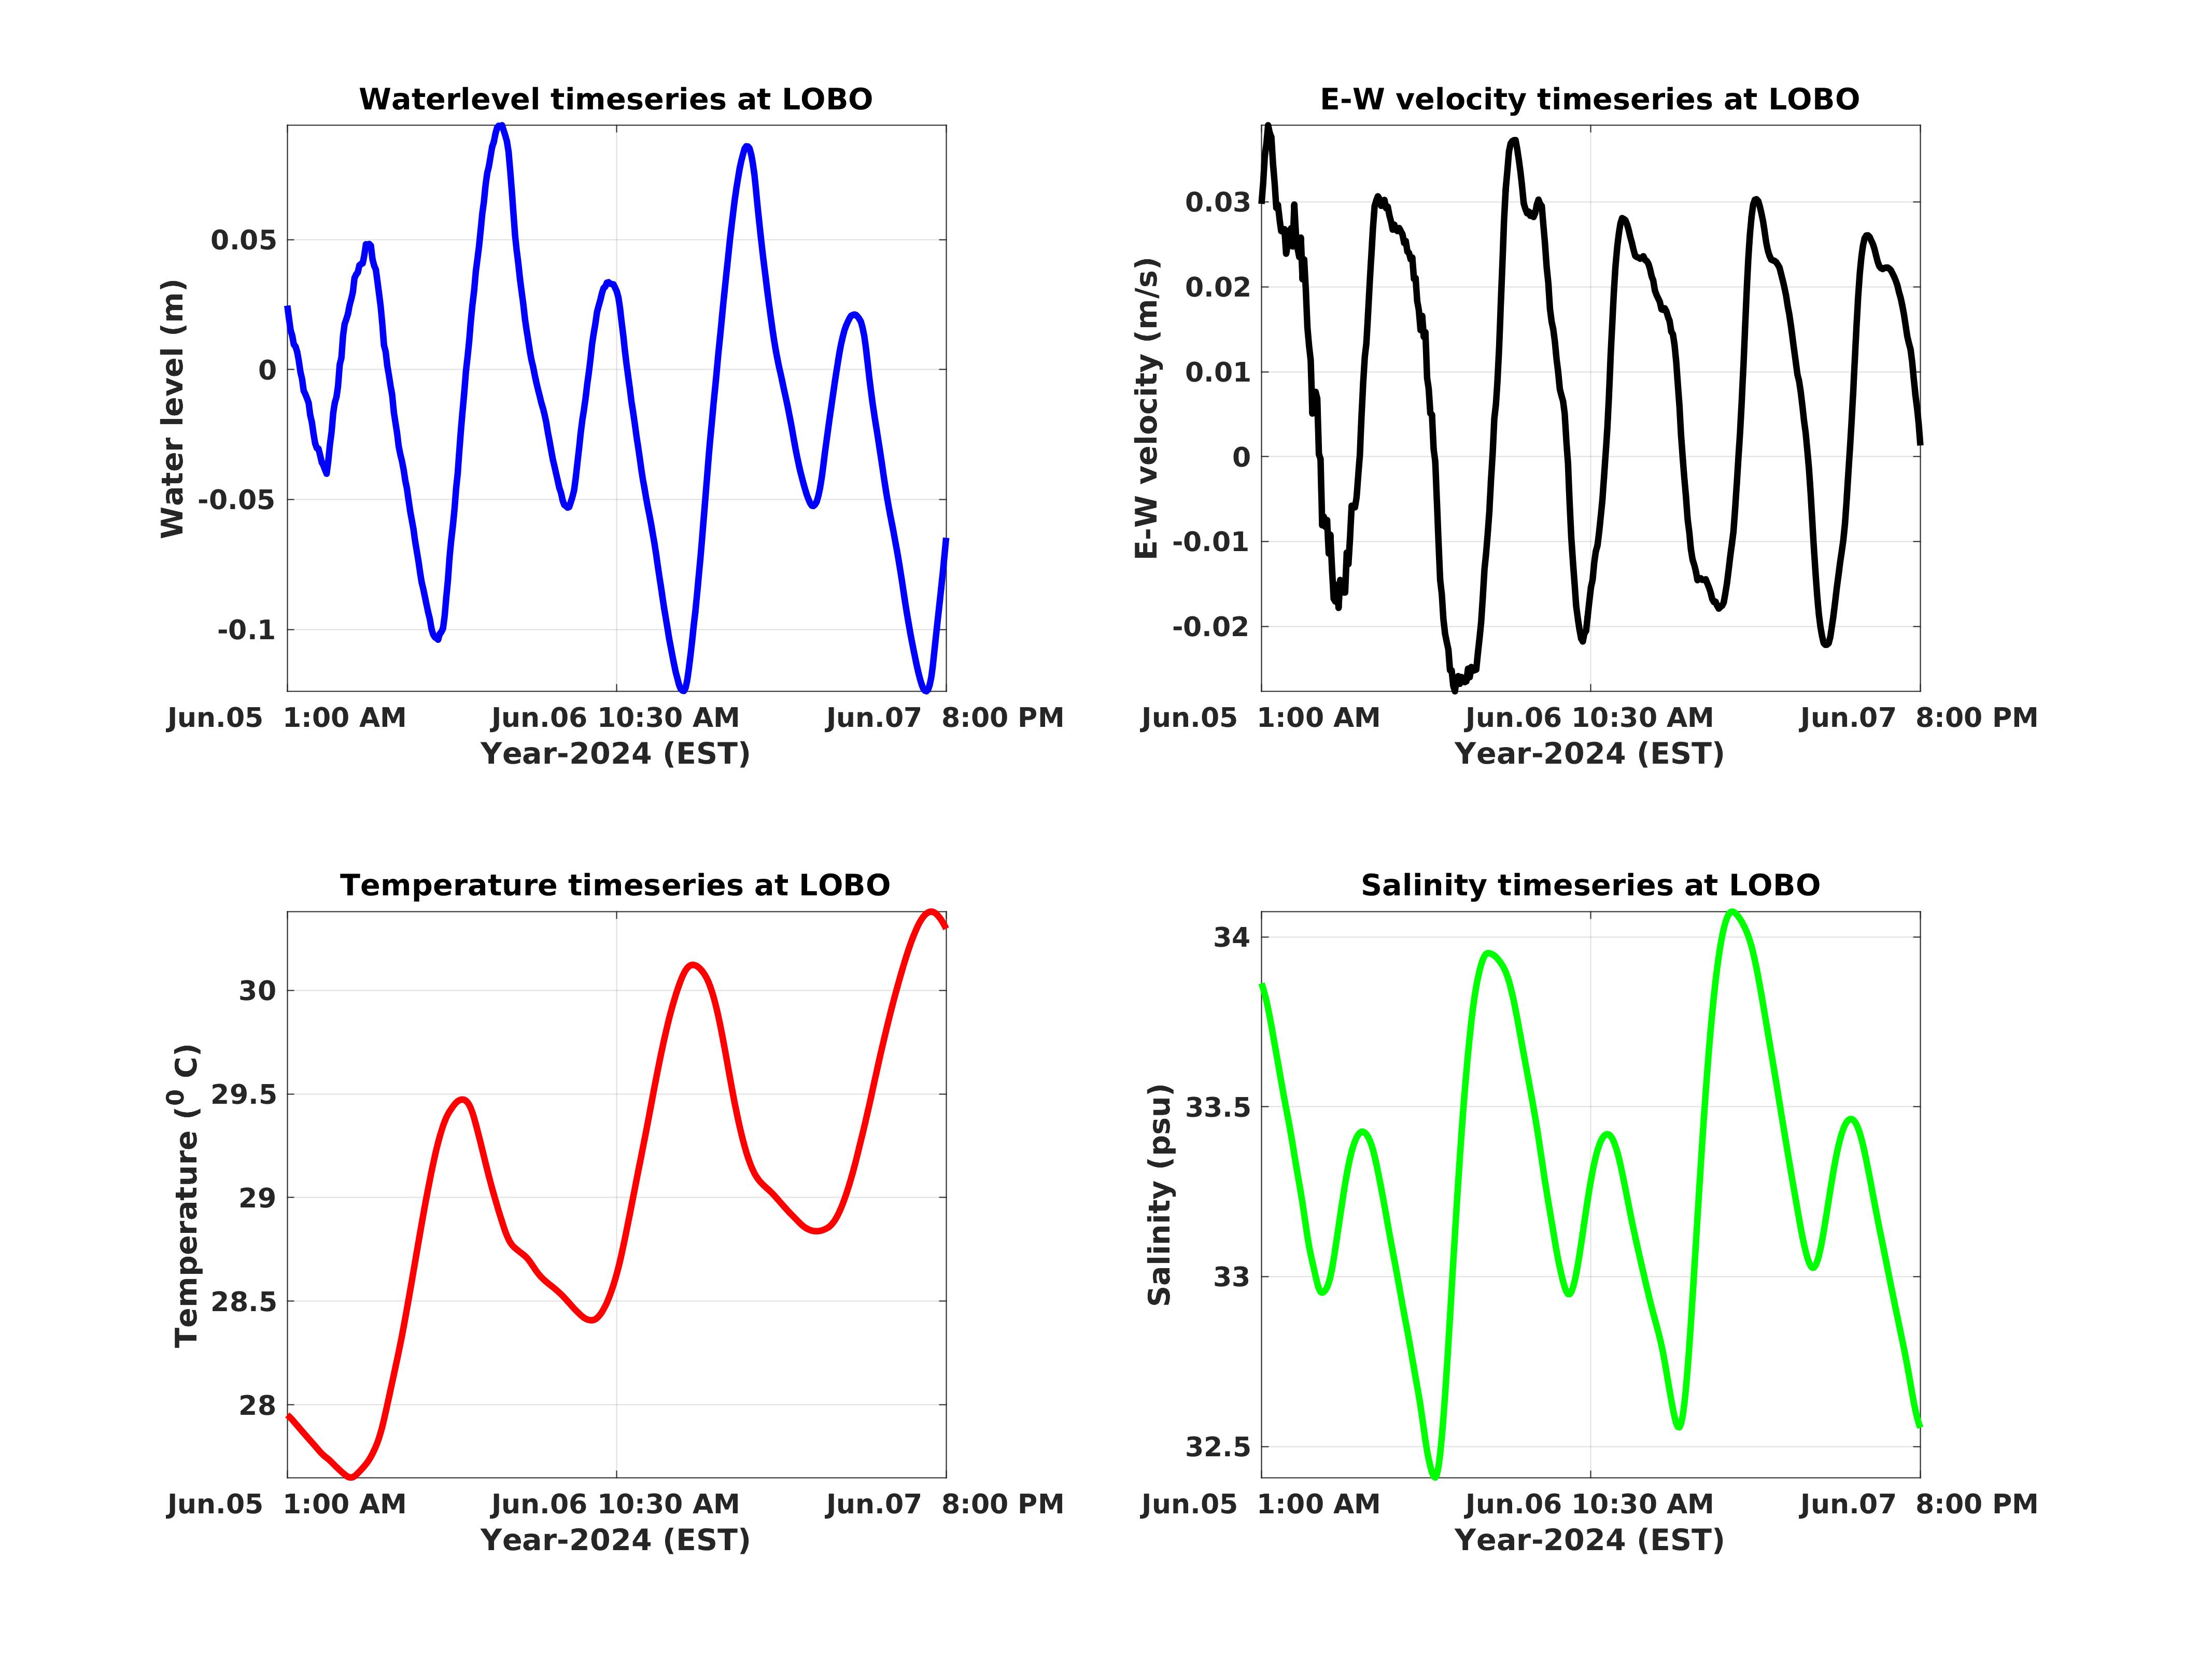 Waterlevel timeseries at LOBO
Water level (m)
0.05
0
-0.05
-0.1
Jun.05 1:00 AM
Jun.06 10:30 AM
Jun.07 8:00 PM
Year-2024 (EST)
E-W velocity timeseries at LOBO
E-W velocity (m/s)
0.03
0.02
0.01
0
-0.01
-0.02
Jun.05 1:00 AM
Jun.06 10:30 AM
Jun.07 8:00 PM
Year-2024 (EST)
Temperature timeseries at LOBO
Temperature (⁰ C)
30
29.5
29
28.5
28
Jun.05 1:00 AM
Jun.06 10:30 AM
Jun.07 8:00 PM
Year-2024 (EST)
Salinity timeseries at LOBO
Salinity (psu)
34
33.5
33
32.5
Jun.05 1:00 AM
Jun.06 10:30 AM
Jun.07 8:00 PM
Year-2024 (EST)